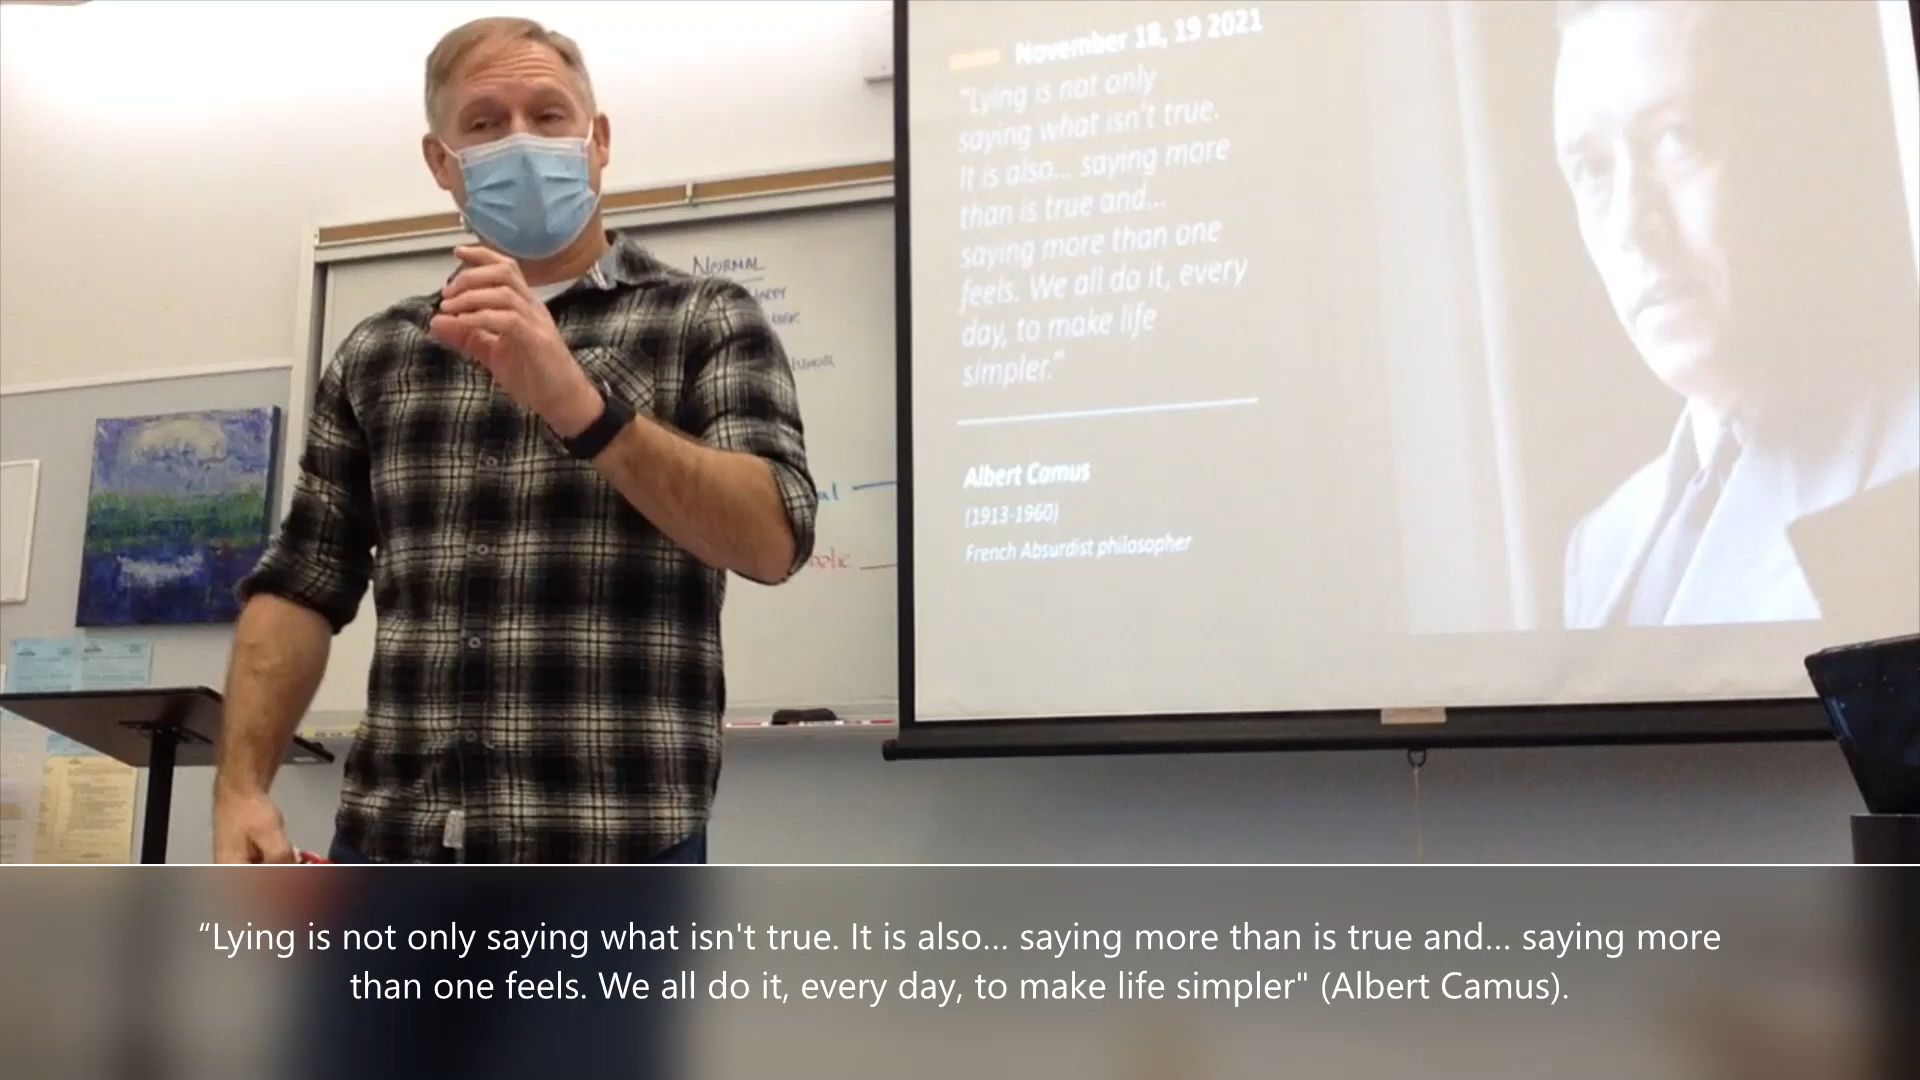 November 18, 19 2021
“Lying is not only
saying what isn't true.
It is also... saying more
than is true and...
saying more than one
feels. We all do it, every
day, to make life
simpler.”
Albert Camus
(1913-1960)
French Absurdist philosopher
NORMAL
“Lying is not only saying what isn't true. It is also... saying more than is true and... saying more
than one feels. We all do it, every day, to make life simpler" (Albert Camus).